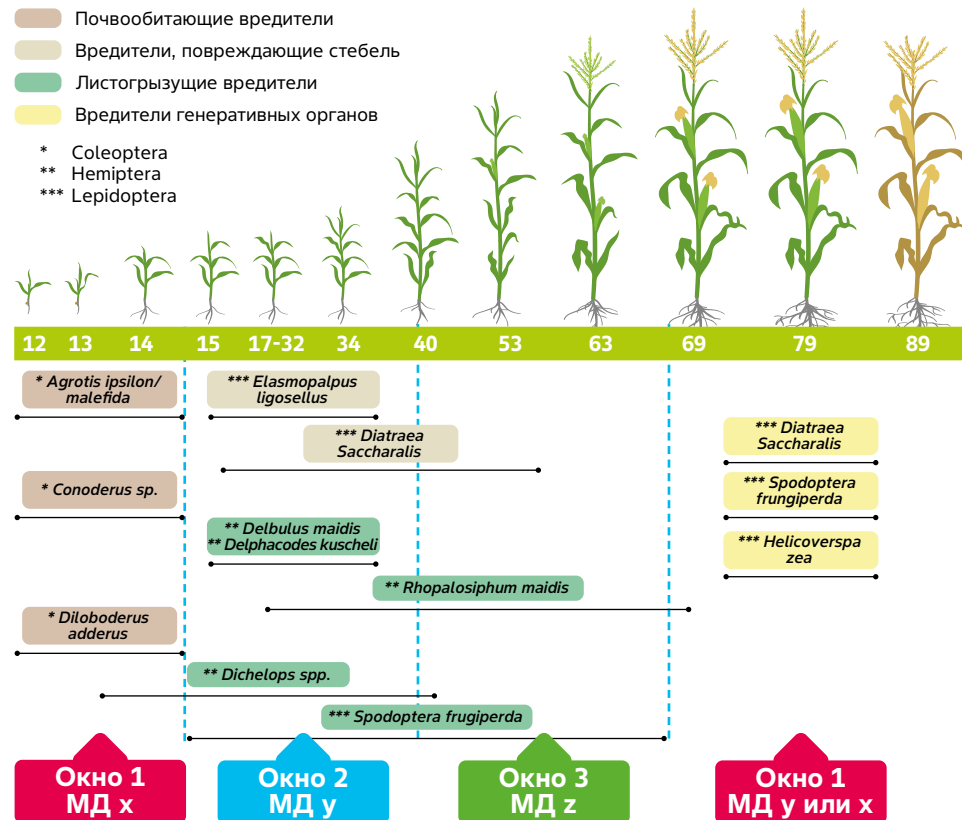 Почвообитающие вредители
Вредители, повреждающие стебель
Листогрызущие вредители
Вредители генеративных органов
* Coleoptera
** Hemiptera
*** Lepidoptera
12 13 14 15 17-32 34 40 53 63 69 79 89
* Agrotis ipsilon/
malefida
*** Elasmopalpus
ligosellus
*** Diatraea
Saccharalis
*** Diatraea
Saccharalis
* Conoderus sp.
*** Spodoptera
frungiperda
** Delbulus maidis
** Delphacodes kuscheli
*** Helicoverspa
zea
** Rhopalosiphum maidis
* Diloboderus
adderus
** Dichelops spp.
*** Spodoptera frugiperda
Окно 1
МД х
Окно 2
МД у
Окно 3
МД z
Окно 1
МД у или х